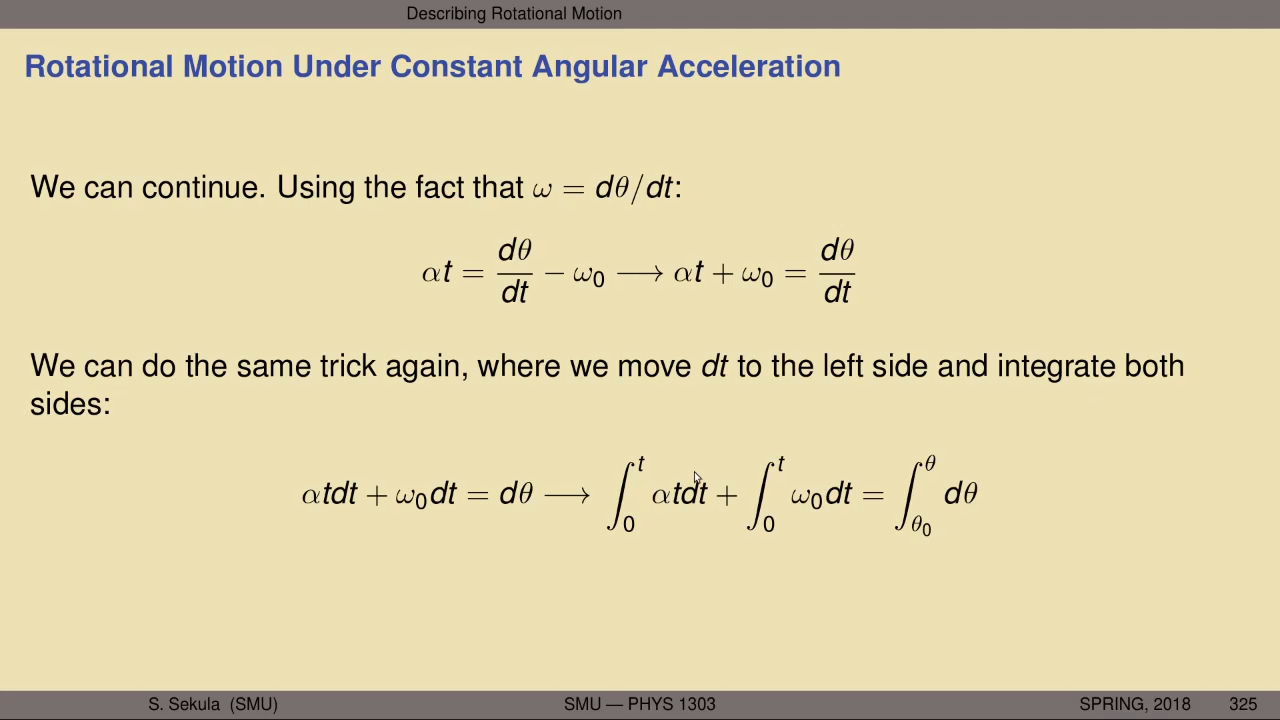 Describing Rotational Motion
Rotational Motion Under Constant Angular Acceleration
We can continue. Using the fact that ω = dθ/dt:
αt = dθ/dt − ω₀ ⟶ αt + ω₀ = dθ/dt
We can do the same trick again, where we move dt to the left side and integrate both
sides:
αtdt + ω₀dt = dθ ⟶ ∫₀ᵗ αtdt + ∫₀ᵗ ω₀dt = ∫_θ₀^θ dθ
S. Sekula (SMU) SMU — PHYS 1303 SPRING, 2018 325